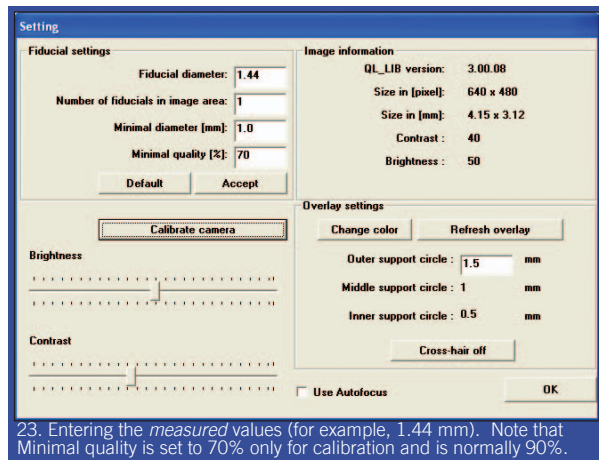 Setting
Fiducial settings
Fiducial diameter: 1.44
Number of fiducials in image area: 1
Minimal diameter [mm]: 1.0
Minimal quality [%]: 70
Default Accept
Image information
QL_LIB version: 3.00.08
Size in [pixel]: 640 x 480
Size in [mm]: 4.15 x 3.12
Contrast : 40
Brightness : 50
Calibrate camera
Brightness
Contrast
Overlay settings
Change color Refresh overlay
Outer support circle : 1.5 mm
Middle support circle : 1 mm
Inner support circle : 0.5 mm
Cross-hair off
Use Autofocus OK
23. Entering the measured values (for example, 1.44 mm). Note that
Minimal quality is set to 70% only for calibration and is normally 90%.